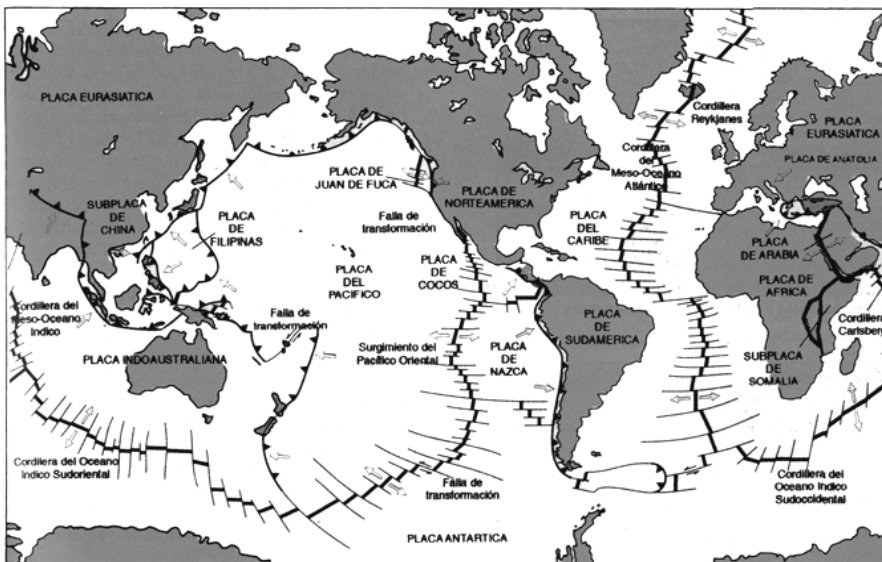 PLACA EURASIATICA
SUBPLACA
DE
CHINA
PLACA
DE
FILIPINAS
PLACA DE
JUAN DE FUCA
PLACA DE
NORTEAMERICA
Falla de
transformación
PLACA
DEL
PACIFICO
PLACA
DE
COCOS
PLACA
DEL
CARIBE
Cordillera
del
Meso-Oceano
Atlántico
Cordillera
Reykjanes
PLACA
EURASIATICA
PLACA DE ANATOLIA
PLACA
DE ARABIA
PLACA
DE
AFRICA
Cordillera
Carlsberg
SUBPLACA
DE
SOMALIA
Cordillera del
Meso-Oceano
Indico
PLACA INDOAUSTRALIANA
Falla de
transformación
Surgimiento del
Pacífico Oriental
PLACA
DE
NAZCA
PLACA
DE
SUDAMERICA
Cordillera del Oceano
Indico Sudoriental
Falla de
transformación
PLACA ANTARTICA
Cordillera del
Oceano Indico
Sudoccidental